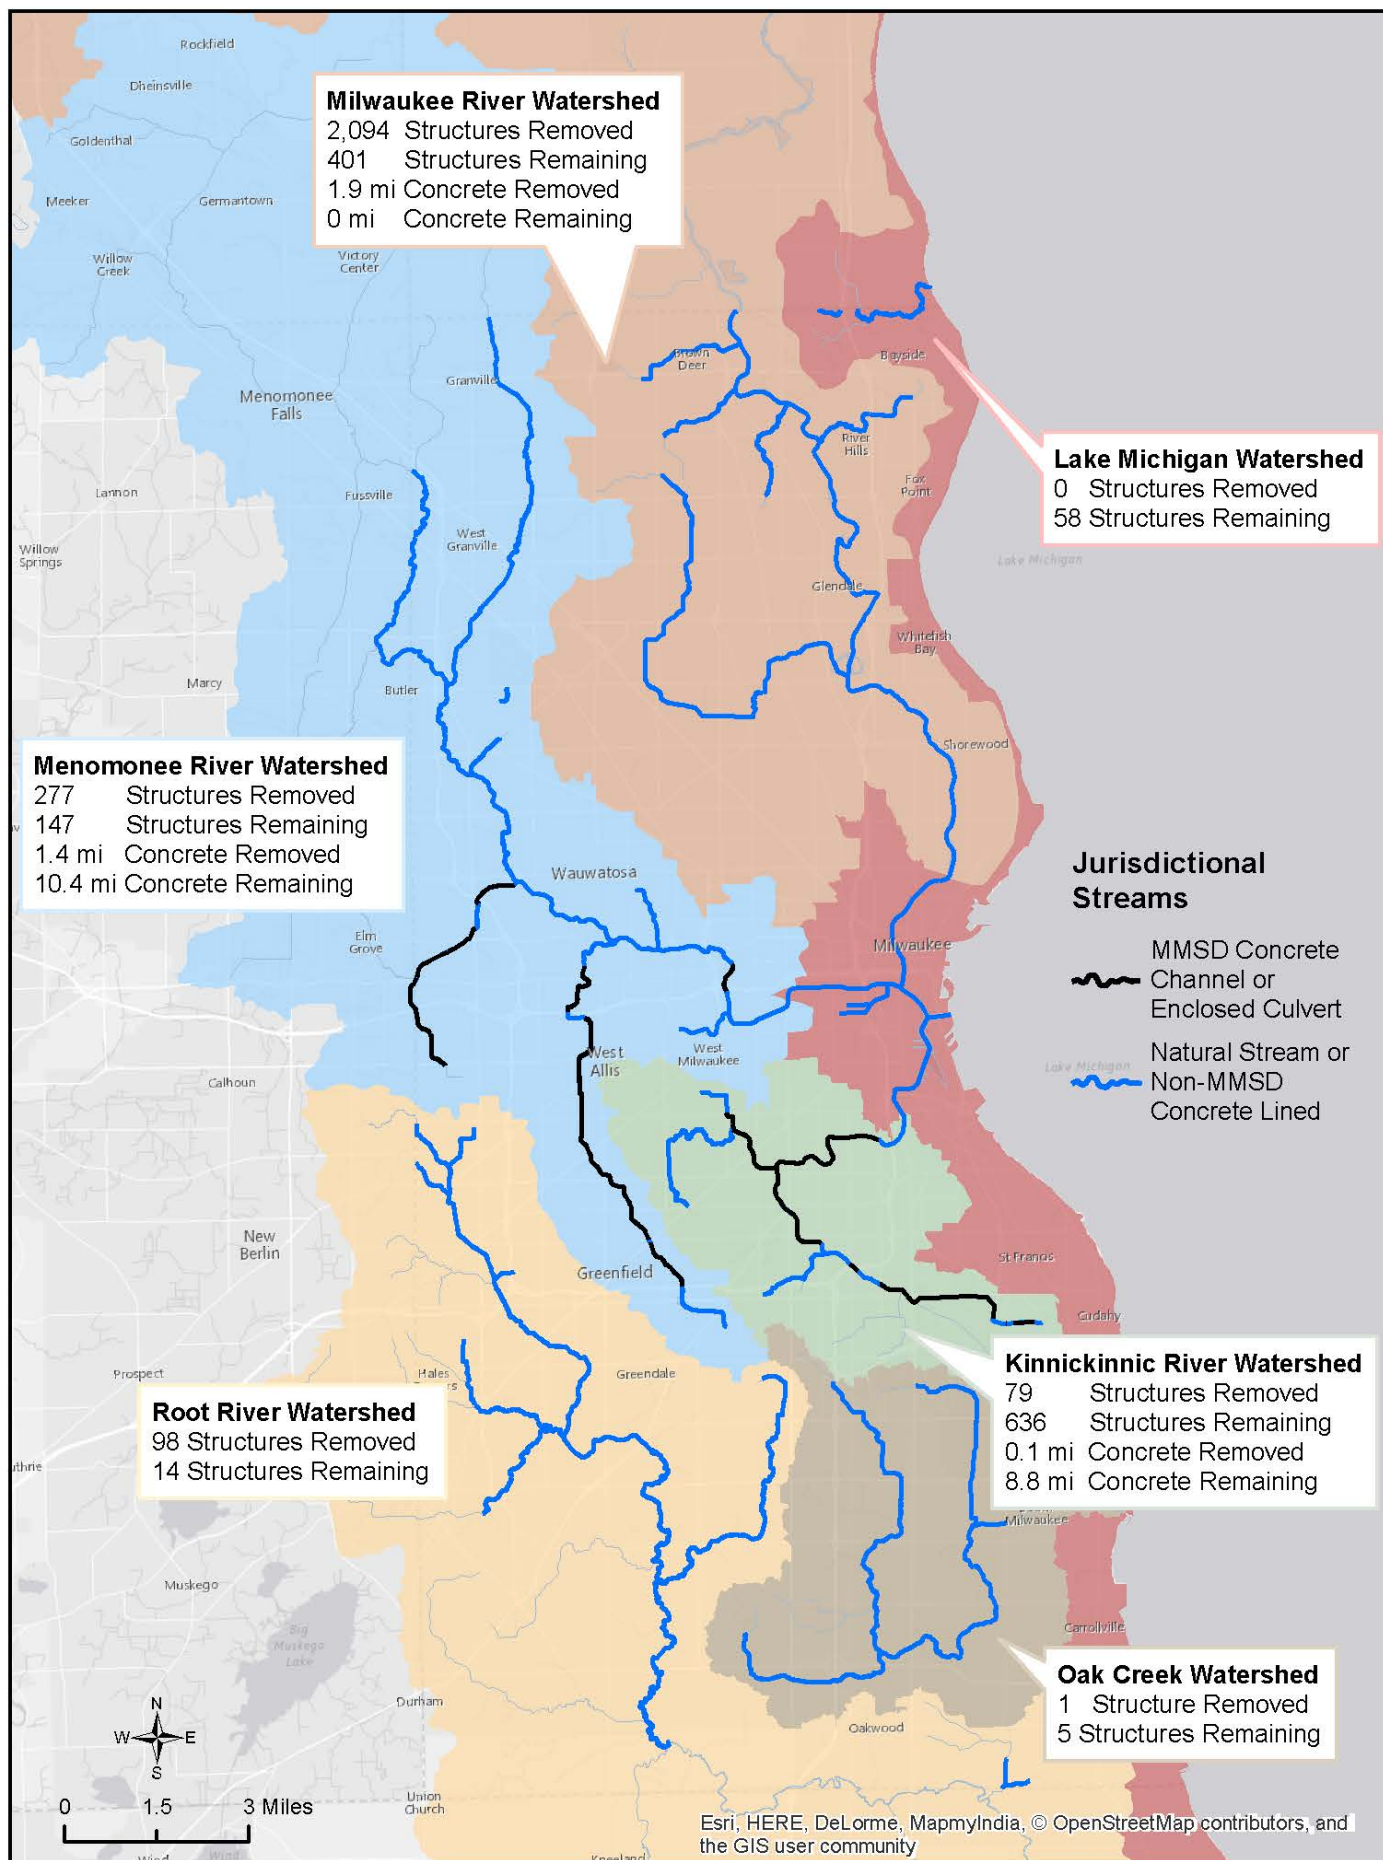 Rockfield
Dheinsville
Goldenthal
Meeker
Germantown
Willow
Creek
Victory
Center
Milwaukee River Watershed
2,094 Structures Removed
401 Structures Remaining
1.9 mi Concrete Removed
0 mi Concrete Remaining
Brown
Deer
Bayside
Granville
Menomonee
Falls
River
Hills
Fox
Point
Lake Michigan Watershed
0 Structures Removed
58 Structures Remaining
Lannon
Fussville
West
Granville
Willow
Springs
Lake Michigan
Glendale
Whitefish
Bay
Marcy
Butler
Shorewood
Menomonee River Watershed
277 Structures Removed
147 Structures Remaining
1.4 mi Concrete Removed
10.4 mi Concrete Remaining
Wauwatosa
Elm
Grove
Milwaukee
Jurisdictional
Streams
MMSD Concrete
Channel or
Enclosed Culvert
Natural Stream or
Non-MMSD
Concrete Lined
West
Allis
West
Milwaukee
Lake Michigan
Calhoun
New
Berlin
Greenfield
St Francis
Cudahy
Prospect
Hales
Greendale
Kinnickinnic River Watershed
79 Structures Removed
636 Structures Remaining
0.1 mi Concrete Removed
8.8 mi Concrete Remaining
Root River Watershed
98 Structures Removed
14 Structures Remaining
Milwaukee
Muskego
Big
Muskego
Lake
Carrollville
Oak Creek Watershed
1 Structure Removed
5 Structures Remaining
Durham
Oakwood
N
W E
S
Union
Church
0 1.5 3 Miles
Esri, HERE, DeLorme, MapmyIndia, © OpenStreetMap contributors, and
the GIS user community